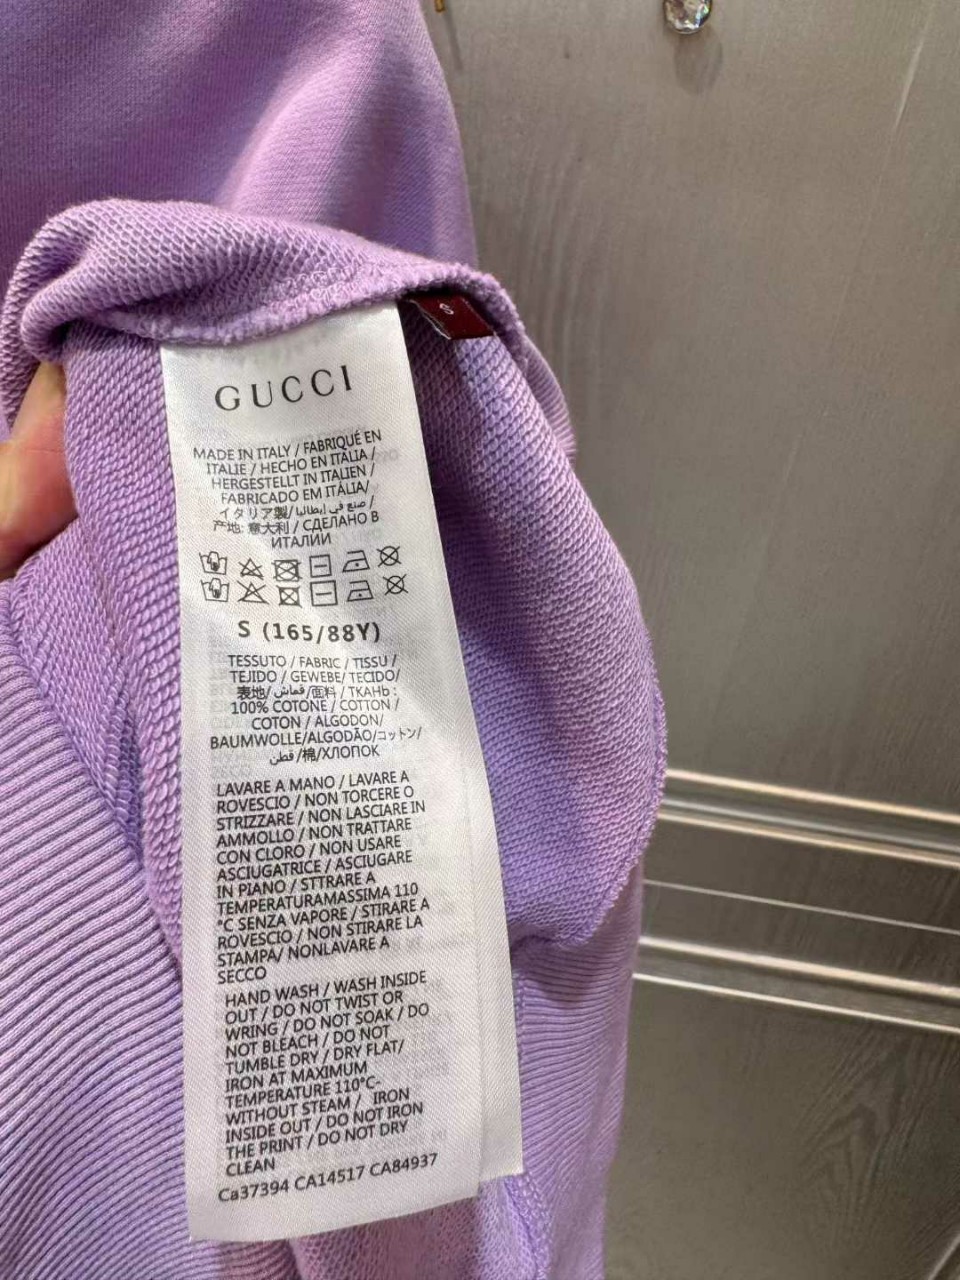 S
GUCCI
MADE IN ITALY / FABRIQUÉ EN
ITALIE / HECHO EN ITALIA /
HERGESTELLT IN ITALIEN /
FABRICADO EM ITÁLIA/
イタリア製/صنع في إيطاليا /
产地: 意大利 / СДЕЛАНО В
ИТАЛИИ
S (165/88Y)
TESSUTO / FABRIC / TISSU /
TEJIDO / GEWEBE/ TECIDO/
表地/ قماش/面料 / ТКАНЬ :
100% COTONE / COTTON /
COTON / ALGODON/
BAUMWOLLE/ALGODÃO/コットン/
قطن /棉/ХЛОПОК
LAVARE A MANO / LAVARE A
ROVESCIO / NON TORCERE O
STRIZZARE / NON LASCIARE IN
AMMOLLO / NON TRATTARE
CON CLORO / NON USARE
ASCIUGATRICE / ASCIUGARE
IN PIANO / STTRARE A
TEMPERATURAMASSIMA 110
°C SENZA VAPORE / STIRARE A
ROVESCIO / NON STIRARE LA
STAMPA/ NONLAVARE A
SECCO
HAND WASH / WASH INSIDE
OUT / DO NOT TWIST OR
WRING / DO NOT SOAK / DO
NOT BLEACH / DO NOT
TUMBLE DRY / DRY FLAT/
IRON AT MAXIMUM
TEMPERATURE 110°C-
WITHOUT STEAM / IRON
INSIDE OUT / DO NOT IRON
THE PRINT / DO NOT DRY
CLEAN
Ca37394 CA14517 CA84937